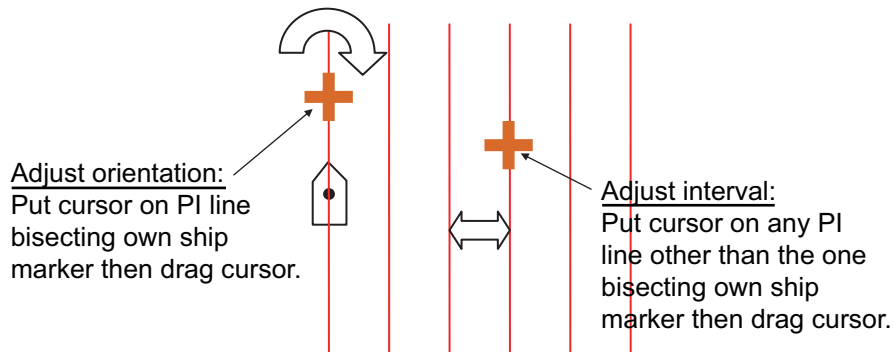 Adjust orientation:
Put cursor on PI line
bisecting own ship
marker then drag cursor.
Adjust interval:
Put cursor on any PI
line other than the one
bisecting own ship
marker then drag cursor.